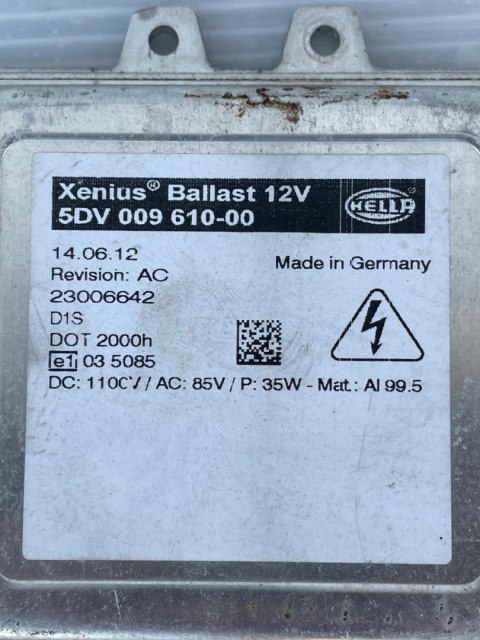 Xenius® Ballast 12V
5DV 009 610-00
HELLA
14.06.12
Revision: AC
Made in Germany
23006642
D1S
DOT 2000h
e1 03 5085
DC: 1100V / AC: 85V / P: 35W - Mat.: Al 99.5